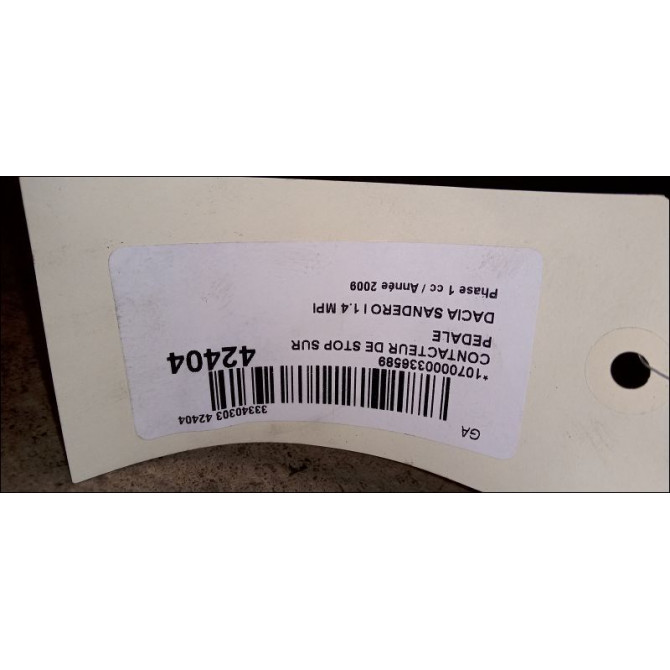 GA
33340303 42404
*1070000336589
CONTACTEUR DE STOP SUR
PEDALE
42404
DACIA SANDERO I 1.4 MPI
Phase 1 cc / Année 2009